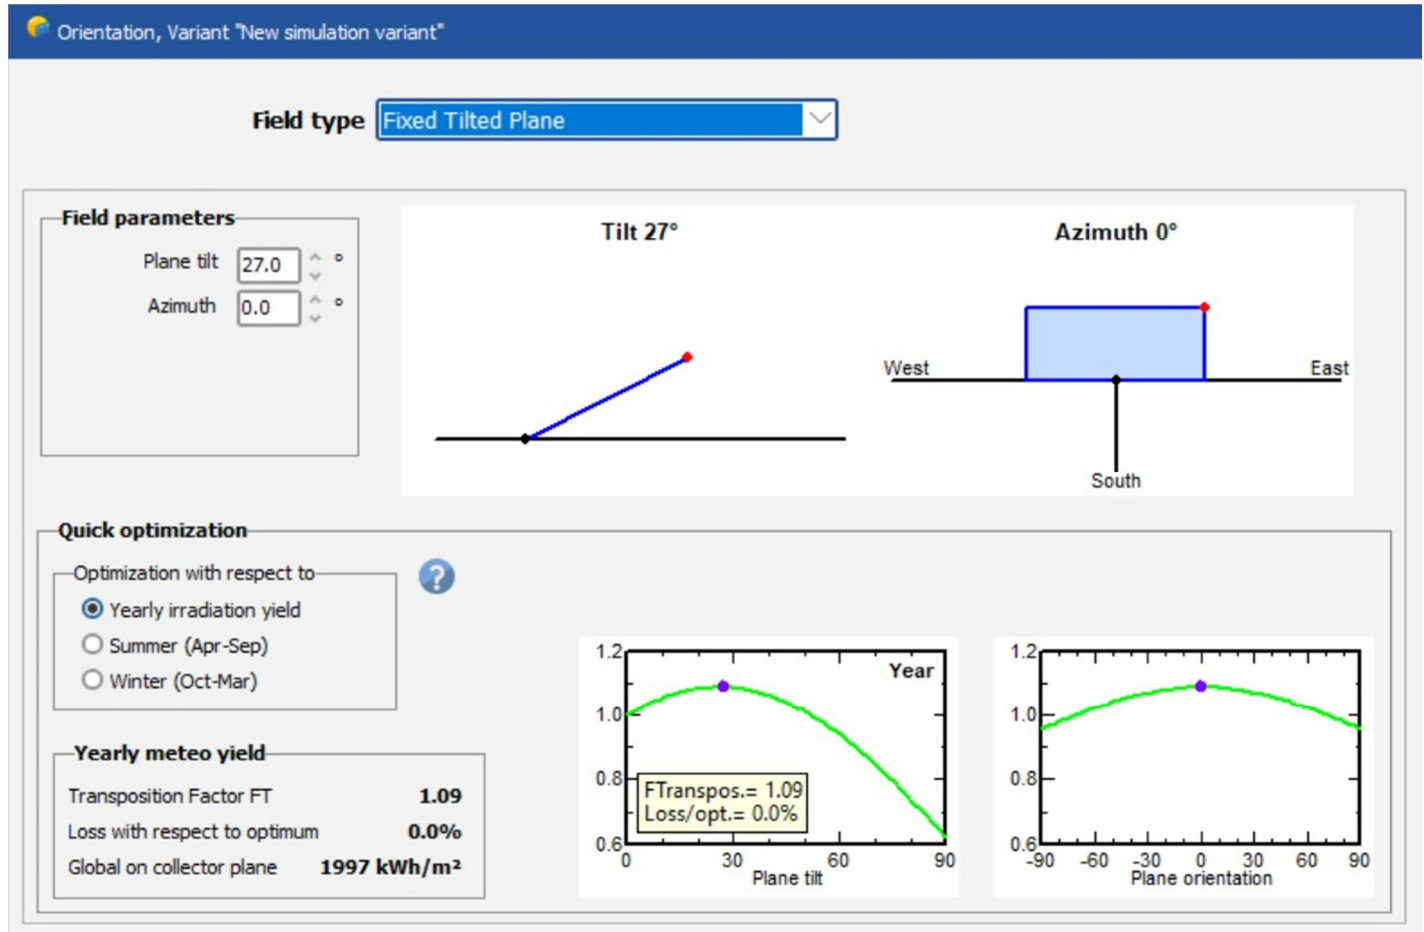 Orientation, Variant "New simulation variant"
Field type Fixed Tilted Plane
Field parameters
Plane tilt 27.0 °
Azimuth 0.0 °
Tilt 27°
Azimuth 0°
West
East
South
Quick optimization
Optimization with respect to
Yearly irradiation yield
Summer (Apr-Sep)
Winter (Oct-Mar)
?
Yearly meteo yield
Transposition Factor FT 1.09
Loss with respect to optimum 0.0%
Global on collector plane 1997 kWh/m²
1.2
Year
1.0
0.8
FTranspos.= 1.09
Loss/opt.= 0.0%
0.6
0 30 60 90
Plane tilt
1.2
1.0
0.8
0.6
-90 -60 -30 0 30 60 90
Plane orientation